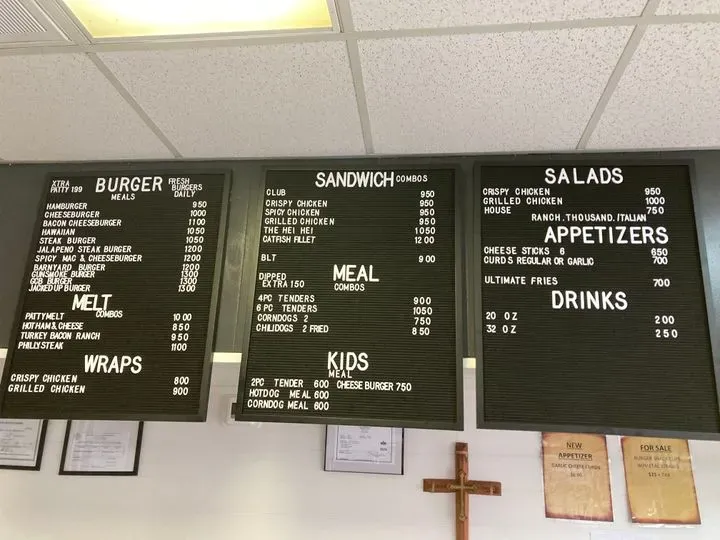 XTRA PATTY 199
BURGER
MEALS
FRESH BURGERS DAILY
HAMBURGER 950
CHEESEBURGER 1000
BACON CHEESEBURGER 1100
HAWAIIAN 1050
STEAK BURGER 1050
JALAPENO STEAK BURGER 1200
SPICY MAC & CHEESEBURGER 1200
BARNYARD BURGER 1200
GUNSMOKE BURGER 1300
GCB BURGER 1300
JACKED UP BURGER 1300
MELT
COMBOS
PATTYMELT 1000
HOT HAM & CHEESE 850
TURKEY BACON RANCH 950
PHILLYSTEAK 1100
WRAPS
CRISPY CHICKEN 800
GRILLED CHICKEN 900
SANDWICH COMBOS
CLUB 950
CRISPY CHICKEN 950
SPICY CHICKEN 950
GRILLED CHICKEN 950
THE HEI HEI 1050
CATFISH FILLET 1200
BLT 900
DIPPED EXTRA 150
MEAL
COMBOS
4PC TENDERS 900
6 PC TENDERS 1050
CORNDOGS 2 750
CHILIDOGS 2 FRIED 850
KIDS
MEAL
2PC TENDER 600 CHEESEBURGER 750
HOTDOG MEAL 600
CORNDOG MEAL 600
SALADS
CRISPY CHICKEN 950
GRILLED CHICKEN 1000
HOUSE 750
RANCH, THOUSAND, ITALIAN
APPETIZERS
CHEESE STICKS 6 650
CURDS REGULAR OR GARLIC 700
ULTIMATE FRIES 700
DRINKS
20 OZ 200
32 OZ 250
NEW
APPETIZER
GARLIC CHEESE CURDS
FOR SALE
$25 + TAX